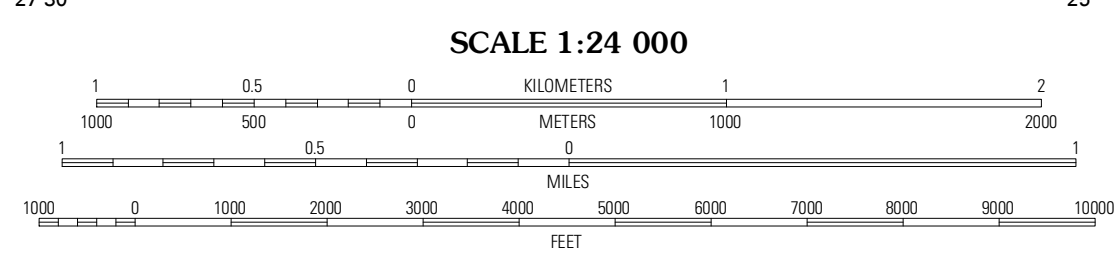 27'30" 25'
SCALE 1:24 000
1 0.5 0 KILOMETERS 1 2
1000 500 0 METERS 1000 2000
1 0.5 0 1
MILES
1000 0 1000 2000 3000 4000 5000 6000 7000 8000 9000 10000
FEET